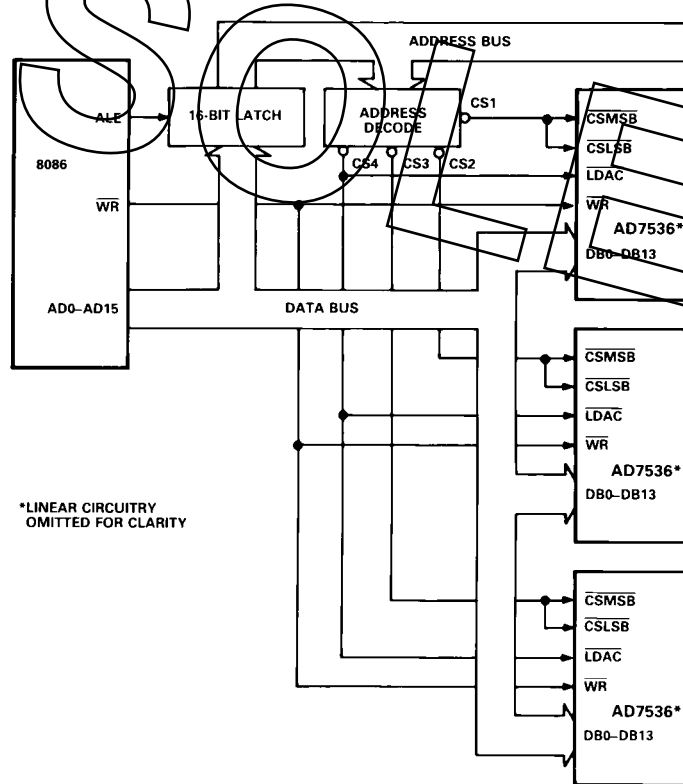 ADDRESS BUS
ALE
16-BIT LATCH
ADDRESS
DECODE
CS1
CSMSB
CSLSB
8086
CS4
CS3
CS2
LDAC
WR
WR
AD7536*
DB0–DB13
AD0–AD15
DATA BUS
CSMSB
CSLSB
LDAC
WR
AD7536*
DB0–DB13
*LINEAR CIRCUITRY
OMITTED FOR CLARITY
CSMSB
CSLSB
LDAC
WR
AD7536*
DB0–DB13